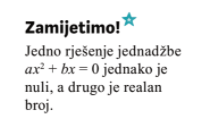 Zamijetimo!
Jedno rješenje jednadžbe
ax² + bx = 0 jednako je
nuli, a drugo je realan
broj.